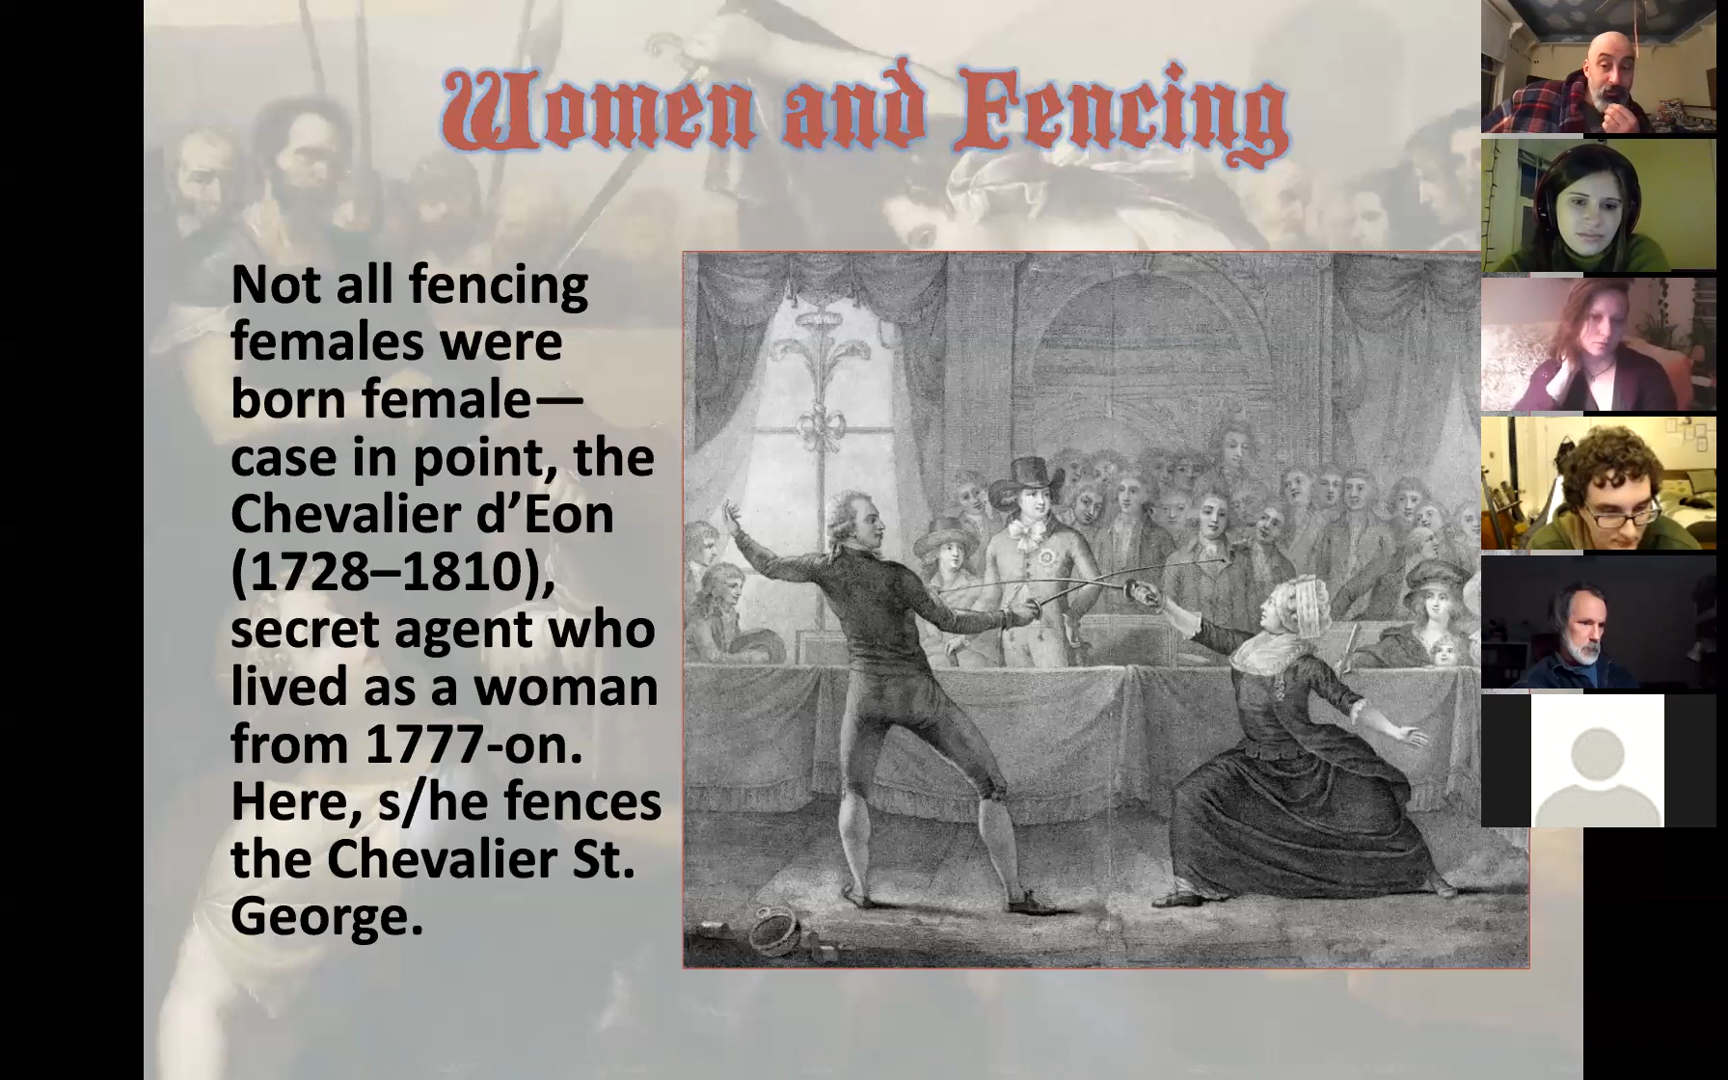 Women and Fencing
Not all fencing
females were
born female—
case in point, the
Chevalier d’Eon
(1728–1810),
secret agent who
lived as a woman
from 1777-on.
Here, s/he fences
the Chevalier St.
George.